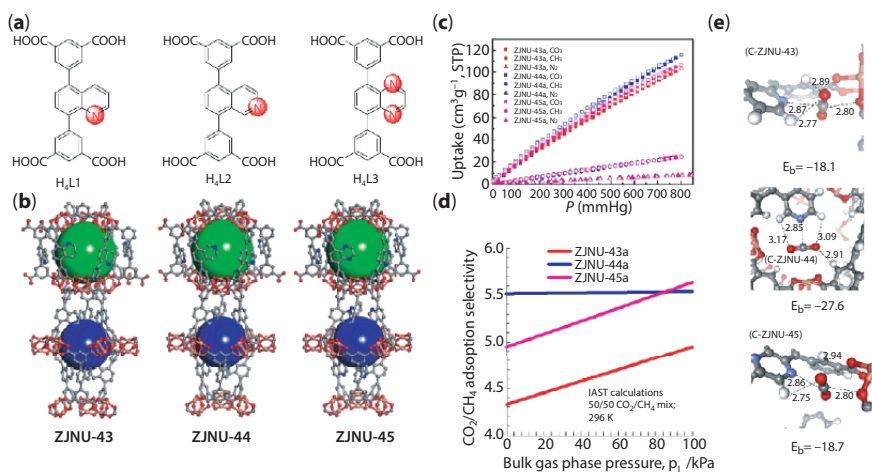 (a)
HOOC COOH HOOC COOH HOOC COOH
N N N
N
HOOC COOH HOOC COOH HOOC COOH
H₄L1 H₄L2 H₄L3
(b)
ZJNU-43 ZJNU-44 ZJNU-45
(c)
Uptake (cm³ g⁻¹, STP)
120
100
80
60
40
20
0
ZJNU-43a, CO₂
ZJNU-43a, CH₄
ZJNU-43a, N₂
ZJNU-44a, CO₂
ZJNU-44a, CH₄
ZJNU-44a, N₂
ZJNU-45a, CO₂
ZJNU-45a, CH₄
ZJNU-45a, N₂
0 100 200 300 400 500 600 700 800
P (mmHg)
(d)
CO₂/CH₄ adsoption selectivity
6.0
5.5
5.0
4.5
4.0
ZJNU-43a
ZJNU-44a
ZJNU-45a
IAST calculations
50/50 CO₂/CH₄ mix;
296 K
0 20 40 60 80 100
Bulk gas phase pressure, pₜ /kPa
(e)
(C-ZJNU-43)
2.89
2.87
2.80
2.77
E_b= –18.1
2.85
3.17
3.09
(C-ZJNU-44)
2.91
E_b= –27.6
(C-ZJNU-45)
2.94
2.86
2.75
2.80
E_b= –18.7